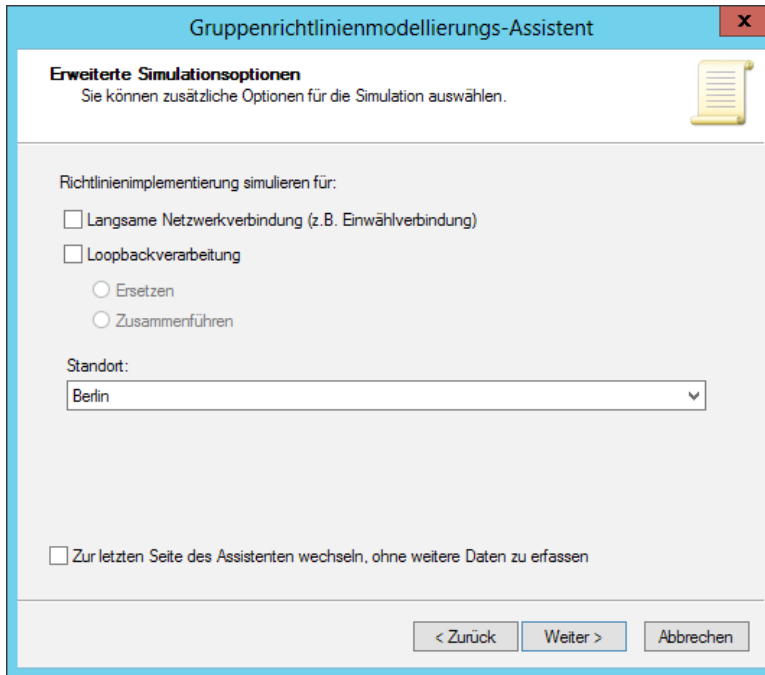 Gruppenrichtlinienmodellierungs-Assistent
x
Erweiterte Simulationsoptionen
Sie können zusätzliche Optionen für die Simulation auswählen.
Richtlinienimplementierung simulieren für:
Langsame Netzwerkverbindung (z.B. Einwählverbindung)
Loopbackverarbeitung
Ersetzen
Zusammenführen
Standort:
Berlin
Zur letzten Seite des Assistenten wechseln, ohne weitere Daten zu erfassen
< Zurück Weiter > Abbrechen